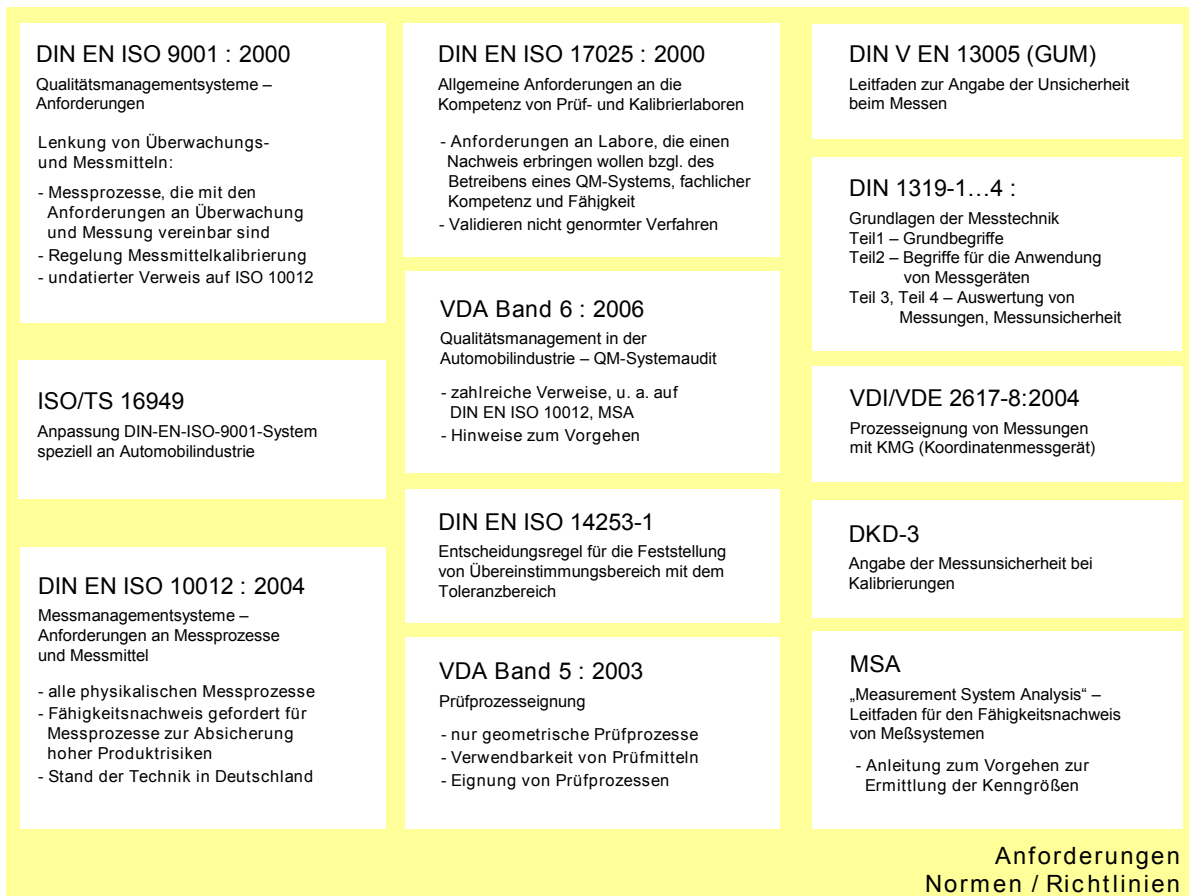 DIN EN ISO 9001 : 2000
Qualitätsmanagementsysteme –
Anforderungen
Lenkung von Überwachungs-
und Messmitteln:
- Messprozesse, die mit den
Anforderungen an Überwachung
und Messung vereinbar sind
- Regelung Messmittelkalibrierung
- undatierter Verweis auf ISO 10012
ISO/TS 16949
Anpassung DIN-EN-ISO-9001-System
speziell an Automobilindustrie
DIN EN ISO 10012 : 2004
Messmanagementsysteme –
Anforderungen an Messprozesse
und Messmittel
- alle physikalischen Messprozesse
- Fähigkeitsnachweis gefordert für
Messprozesse zur Absicherung
hoher Produktrisiken
- Stand der Technik in Deutschland
DIN EN ISO 17025 : 2000
Allgemeine Anforderungen an die
Kompetenz von Prüf- und Kalibrierlaboren
- Anforderungen an Labore, die einen
Nachweis erbringen wollen bzgl. des
Betreibens eines QM-Systems, fachlicher
Kompetenz und Fähigkeit
- Validieren nicht genormter Verfahren
VDA Band 6 : 2006
Qualitätsmanagement in der
Automobilindustrie – QM-Systemaudit
- zahlreiche Verweise, u. a. auf
DIN EN ISO 10012, MSA
- Hinweise zum Vorgehen
DIN EN ISO 14253-1
Entscheidungsregel für die Feststellung
von Übereinstimmungsbereich mit dem
Toleranzbereich
VDA Band 5 : 2003
Prüfprozesseignung
- nur geometrische Prüfprozesse
- Verwendbarkeit von Prüfmitteln
- Eignung von Prüfprozessen
DIN V EN 13005 (GUM)
Leitfaden zur Angabe der Unsicherheit
beim Messen
DIN 1319-1…4 :
Grundlagen der Messtechnik
Teil1 – Grundbegriffe
Teil2 – Begriffe für die Anwendung
von Messgeräten
Teil 3, Teil 4 – Auswertung von
Messungen, Messunsicherheit
VDI/VDE 2617-8:2004
Prozesseignung von Messungen
mit KMG (Koordinatenmessgerät)
DKD-3
Angabe der Messunsicherheit bei
Kalibrierungen
MSA
„Measurement System Analysis“ –
Leitfaden für den Fähigkeitsnachweis
von Meßsystemen
- Anleitung zum Vorgehen zur
Ermittlung der Kenngrößen
Anforderungen
Normen / Richtlinien